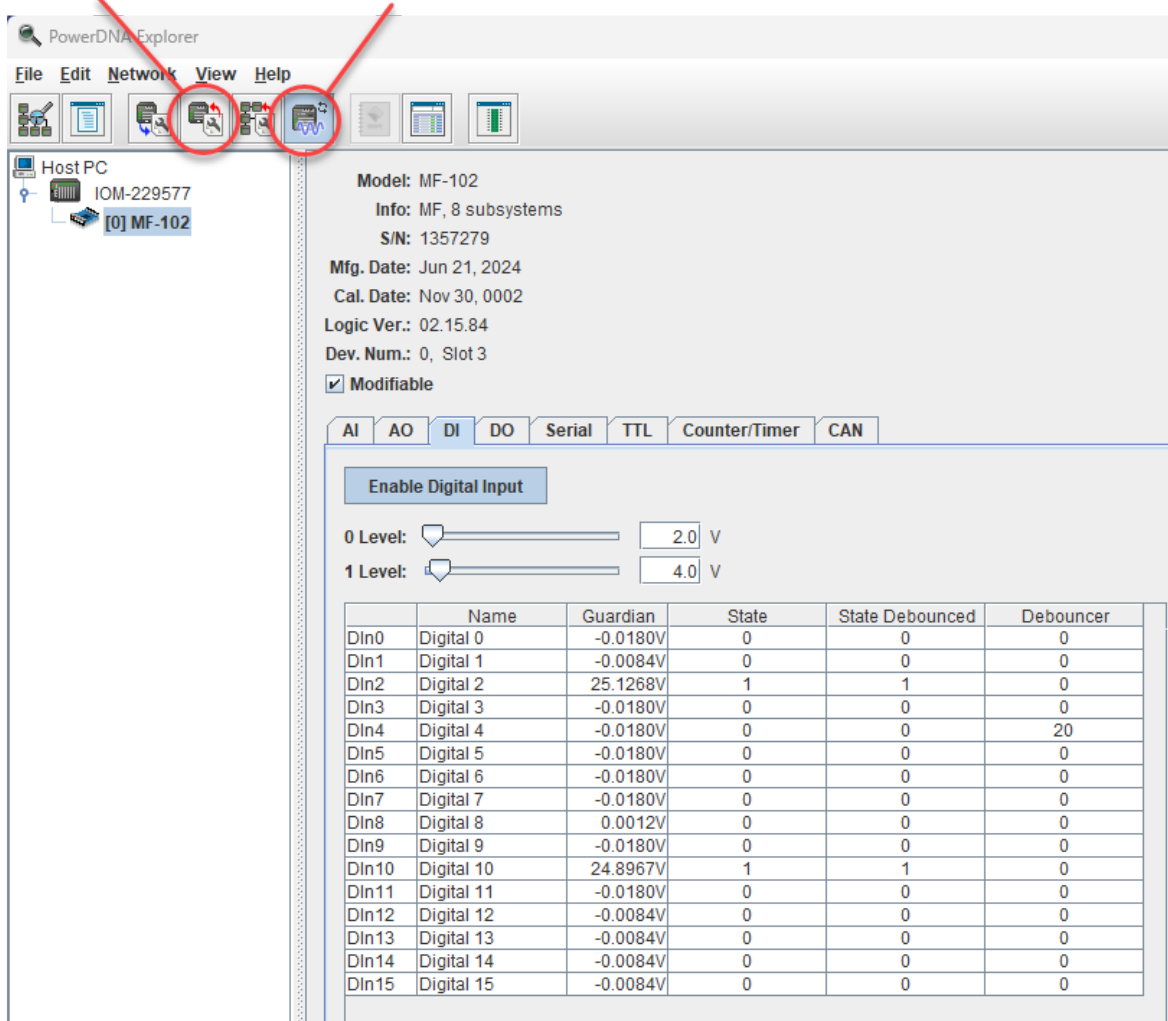 PowerDNA Explorer
File Edit Network View Help
Host PC
IOM-229577
[0] MF-102
Model: MF-102
Info: MF, 8 subsystems
S/N: 1357279
Mfg. Date: Jun 21, 2024
Cal. Date: Nov 30, 0002
Logic Ver.: 02.15.84
Dev. Num.: 0, Slot 3
Modifiable
AI AO DI DO Serial TTL Counter/Timer CAN
Enable Digital Input
0 Level: 2.0 V
1 Level: 4.0 V
Name Guardian State State Debounced Debouncer
DIn0 Digital 0 -0.0180V 0 0 0
DIn1 Digital 1 -0.0084V 0 0 0
DIn2 Digital 2 25.1268V 1 1 0
DIn3 Digital 3 -0.0180V 0 0 0
DIn4 Digital 4 -0.0180V 0 0 20
DIn5 Digital 5 -0.0180V 0 0 0
DIn6 Digital 6 -0.0180V 0 0 0
DIn7 Digital 7 -0.0180V 0 0 0
DIn8 Digital 8 0.0012V 0 0 0
DIn9 Digital 9 -0.0180V 0 0 0
DIn10 Digital 10 24.8967V 1 1 0
DIn11 Digital 11 -0.0180V 0 0 0
DIn12 Digital 12 -0.0084V 0 0 0
DIn13 Digital 13 -0.0084V 0 0 0
DIn14 Digital 14 -0.0084V 0 0 0
DIn15 Digital 15 -0.0084V 0 0 0